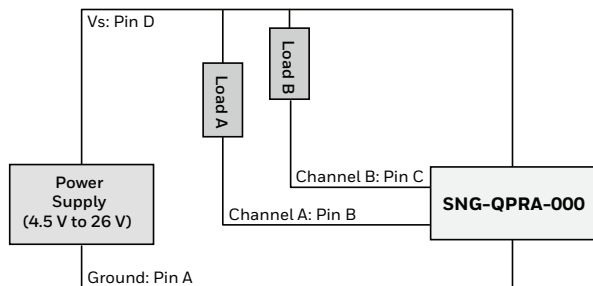 Vs: Pin D
Load A
Load B
Power
Supply
(4.5 V to 26 V)
Channel B: Pin C
Channel A: Pin B
SNG-QPRA-000
Ground: Pin A